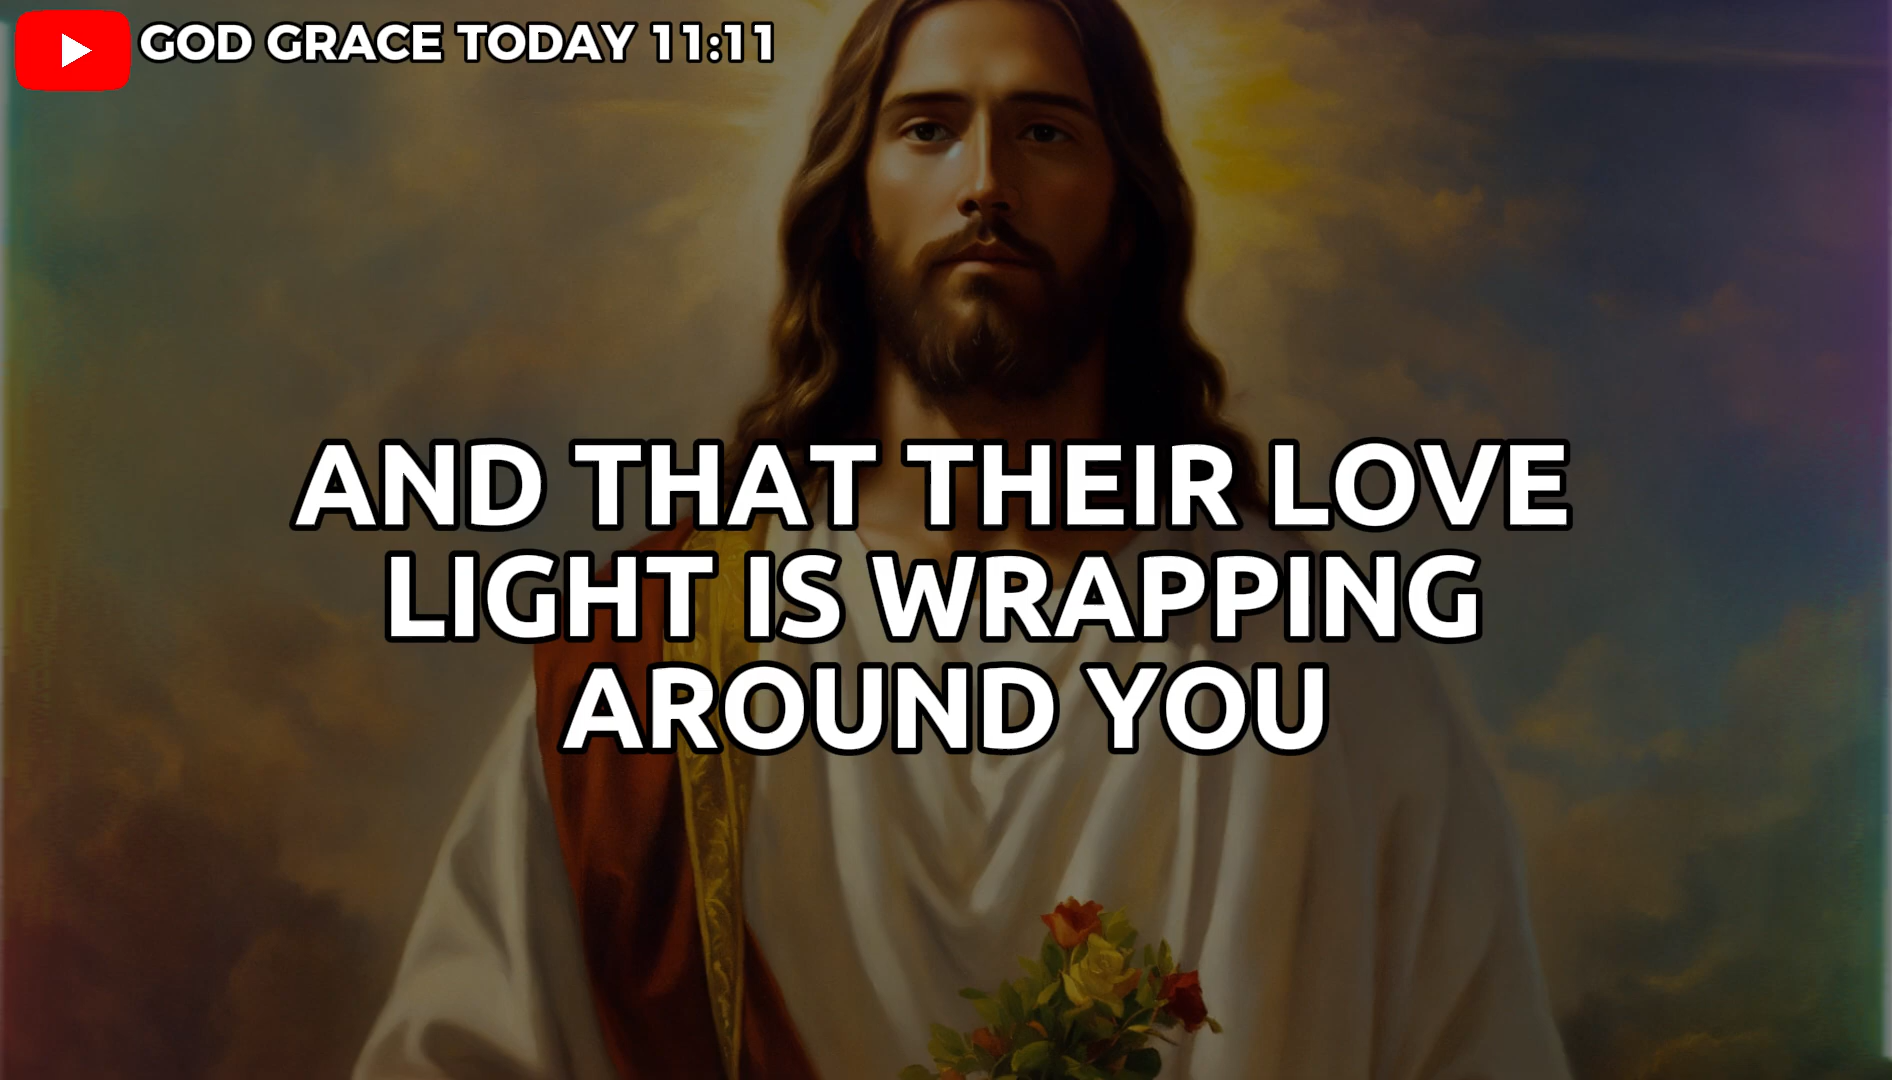 GOD GRACE TODAY 11:11
AND THAT THEIR LOVE
LIGHT IS WRAPPING
AROUND YOU